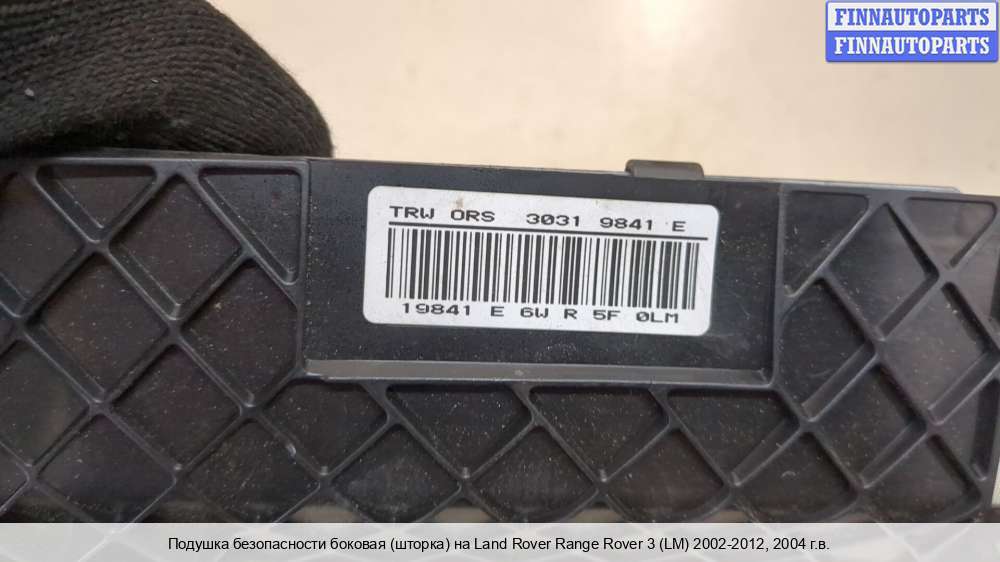 FINNAUTOPARTS
FINNAUTOPARTS
TRW ORS 3031 9841 E
19841 E 6W R 5F 0LM
Подушка безопасности боковая (шторка) на Land Rover Range Rover 3 (LM) 2002-2012, 2004 г.в.